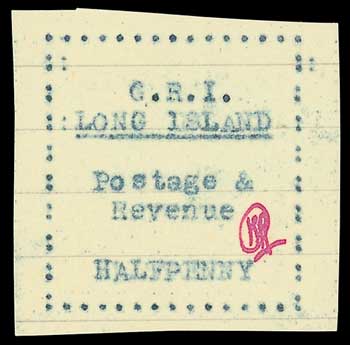 G.R.I.
LONG ISLAND
Postage &
Revenue
HALFPENNY